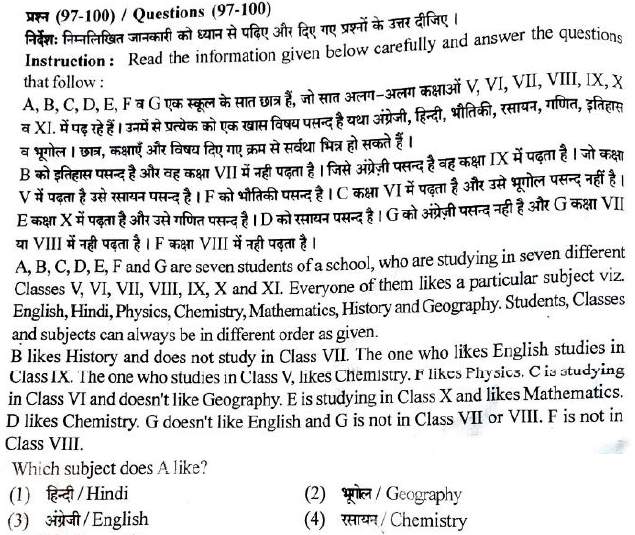 प्रश्न (97-100) / Questions (97-100)
निर्देश: निम्नलिखित जानकारी को ध्यान से पढिए और दिए गए प्रश्नों के उत्तर दीजिए ।
Instruction : Read the information given below carefully and answer the questions
that follow :
A, B, C, D, E, F व G एक स्कूल के सात छात्र हैं, जो सात अलग-अलग कक्षाओं V, VI, VII, VIII, IX, X
व XI. में पढ़ रहे हैं । उनमें से प्रत्येक को एक खास विषय पसन्द है यथा अंग्रेजी, हिन्दी, भौतिकी, रसायन, गणित, इतिहास
व भूगोल । छात्र, कक्षाएँ और विषय दिए गए क्रम से सर्वथा भिन्न हो सकते हैं ।
B को इतिहास पसन्द है और वह कक्षा VII में नही पढ़ता है । जिसे अंग्रेज़ी पसन्द है वह कक्षा IX में पढ़ता है । जो कक्षा
V में पढता है उसे रसायन पसन्द है । F को भौतिकी पसन्द है । C कक्षा VI में पढ़ता है और उसे भूगोल पसन्द नहीं है ।
E कक्षा X में पढ़ता है और उसे गणित पसन्द है । D को रसायन पसन्द है । G को अंग्रेज़ी पसन्द नही है और G कक्षा VII
या VIII में नही पढ़ता है । F कक्षा VIII में नही पढ़ता है ।
A, B, C, D, E, F and G are seven students of a school, who are studying in seven different
Classes V, VI, VII, VIII, IX, X and XI. Everyone of them likes a particular subject viz.
English, Hindi, Physics, Chemistry, Mathematics, History and Geography. Students, Classes
and subjects can always be in different order as given.
B likes History and does not study in Class VII. The one who likes English studies in
Class IX. The one who studies in Class V, likes Chemistry. F likes Physics. C is studying
in Class VI and doesn't like Geography. E is studying in Class X and likes Mathematics.
D likes Chemistry. G doesn't like English and G is not in Class VII or VIII. F is not in
Class VIII.
Which subject does A like?
(1) हिन्दी / Hindi
(2) भूगोल / Geography
(3) अंग्रेजी / English
(4) रसायन / Chemistry